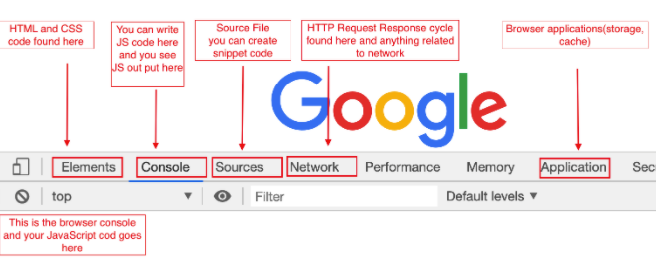 HTML and CSS
code found here
You can write
JS code here
and you see
JS out put here
Source File
you can create
snippet code
HTTP Request Response cycle
found here and anything related
to network
Browser applications(storage,
cache)
Google
Elements Console Sources Network Performance Memory Application Secu
top Filter Default levels
This is the browser console
and your JavaScript cod goes
here